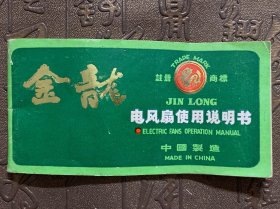 金龍
TRADE MARK
註册 商標
JIN LONG
电风扇使用说明书
ELECTRIC FANS OPERATION MANUAL
中國製造
MADE IN CHINA